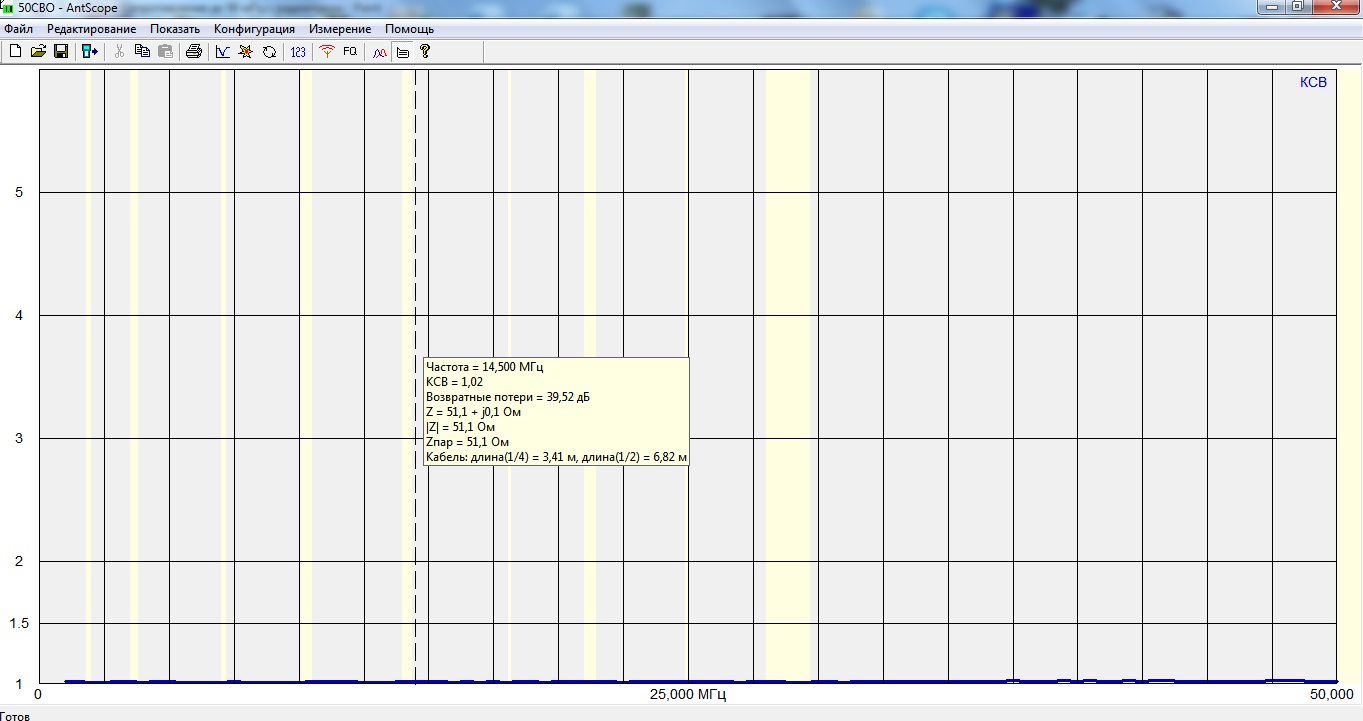 50СВО - AntScope
Файл Редактирование Показать Конфигурация Измерение Помощь
123 FQ
КСВ
5
4
Частота = 14,500 МГц
КСВ = 1,02
Возвратные потери = 39,52 дБ
Z = 51,1 + j0,1 Ом
|Z| = 51,1 Ом
Zпар = 51,1 Ом
Кабель: длина(1/4) = 3,41 м, длина(1/2) = 6,82 м
3
2
1.5
1
0 25,000 МГц 50,000
Готов